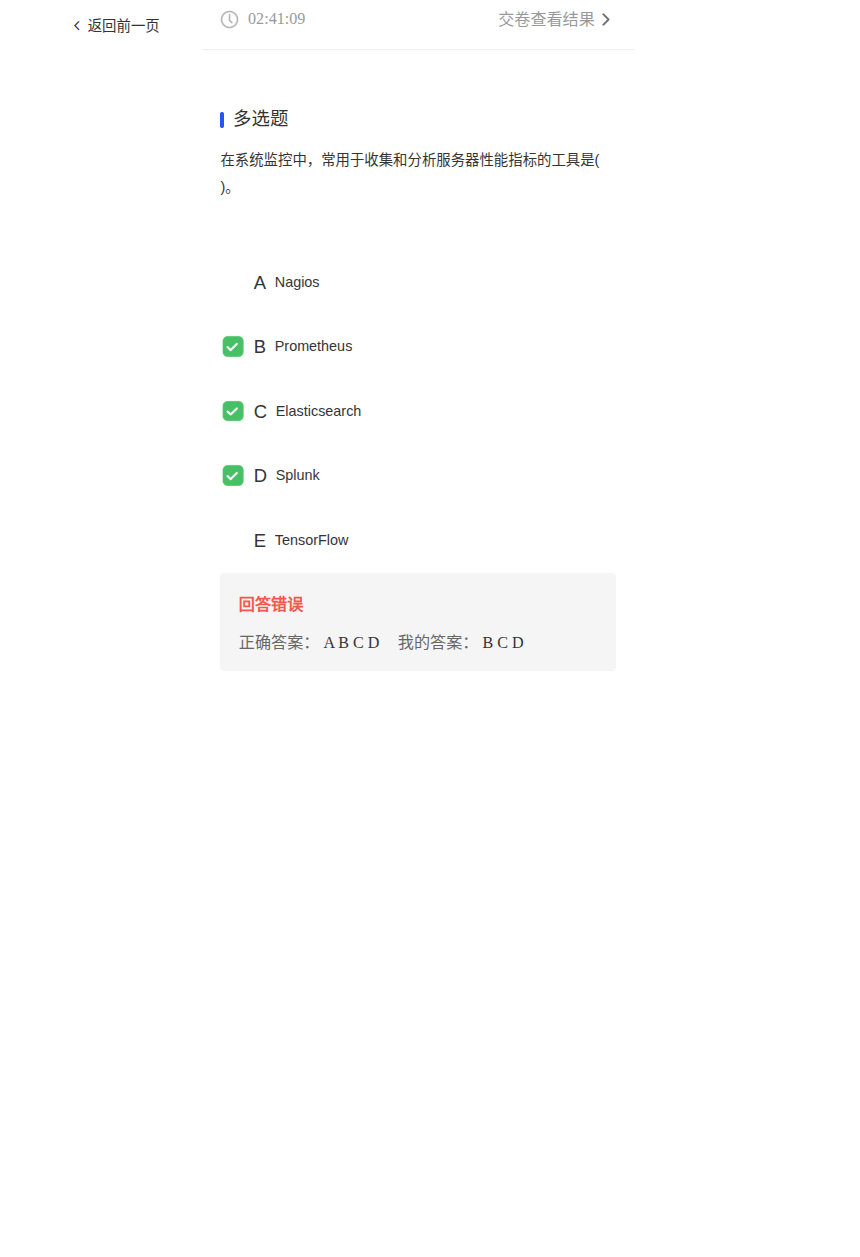 返回前一页
02:41:09
交卷查看结果
多选题
在系统监控中，常用于收集和分析服务器性能指标的工具是(
)。
A Nagios
B Prometheus
C Elasticsearch
D Splunk
E TensorFlow
回答错误
正确答案： A B C D 我的答案： B C D